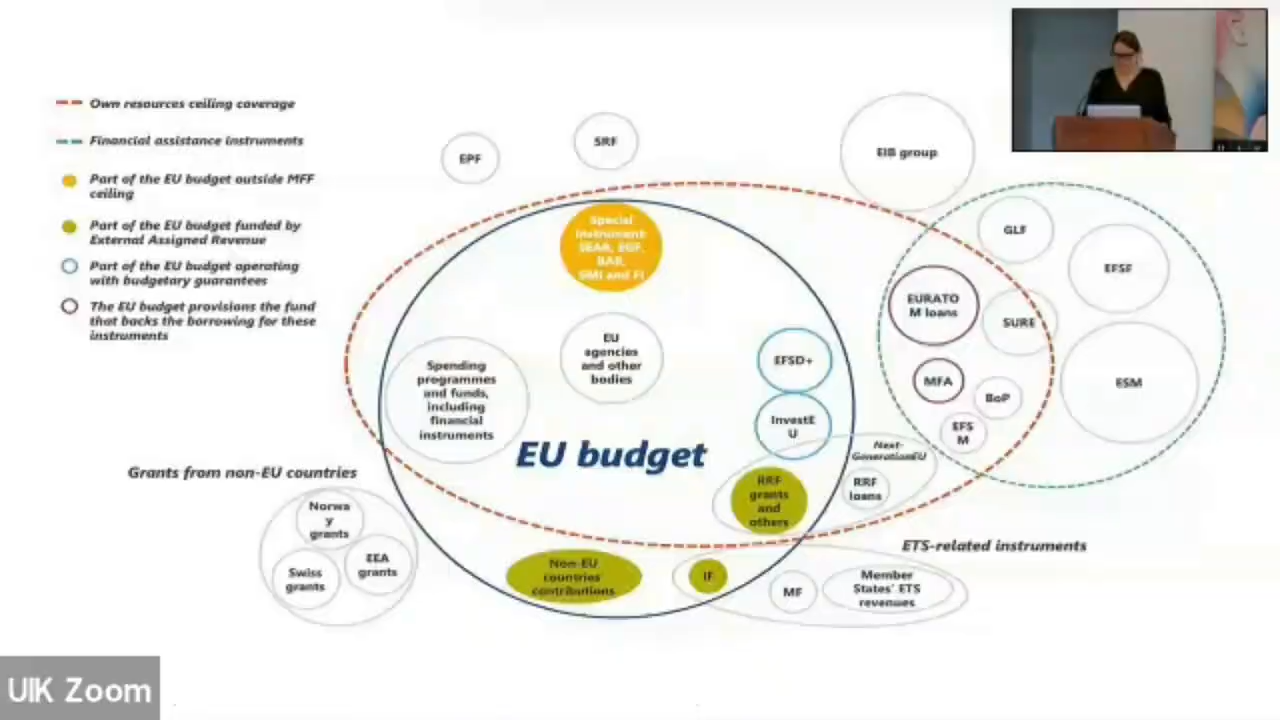 Own resources ceiling coverage
Financial assistance instruments
Part of the EU budget outside MFF
ceiling
Part of the EU budget funded by
External Assigned Revenue
Part of the EU budget operating
with budgetary guarantees
The EU budget provisions the fund
that backs the borrowing for these
instruments
EPF
SRF
EIB group
Special
Instrument
SEAR, EGF,
BAR,
SMI and FI
GLF
EFSF
EURATO
M loans
SURE
EU
agencies
and other
bodies
EFSD+
Spending
programmes
and funds,
including
financial
instruments
MFA
BoP
ESM
InvestE
U
EFS
M
EU budget
Next-
GenerationEU
RRF
grants
and
others
RRF
loans
Grants from non-EU countries
Norwa
y
grants
Swiss
grants
EEA
grants
ETS-related instruments
Non-EU
countries'
contributions
IF
MF
Member
States' ETS
revenues
UIK Zoom